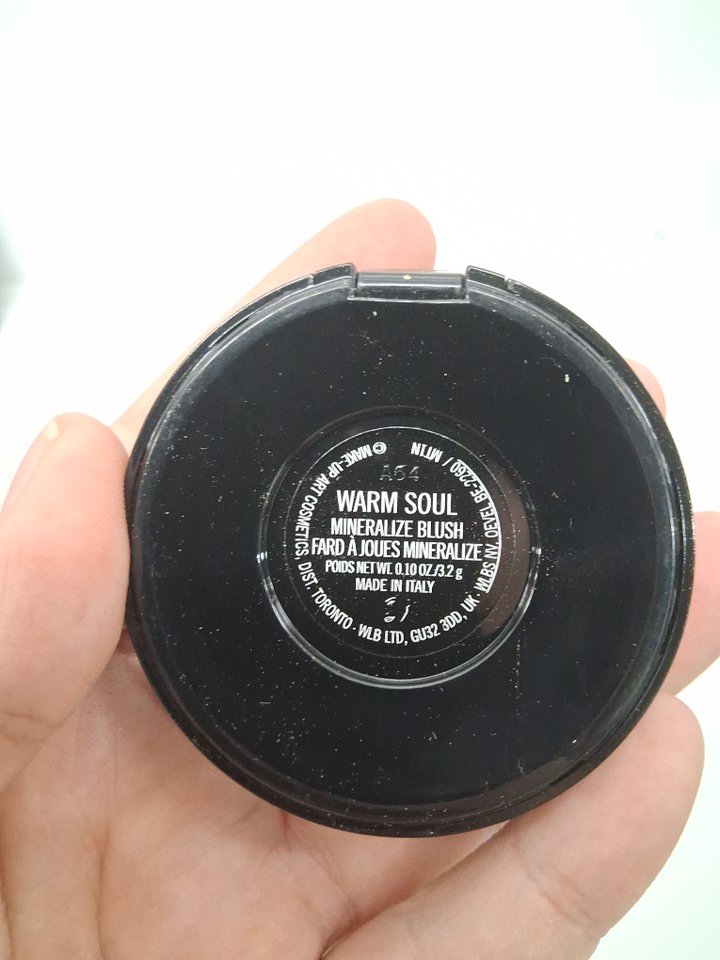 A64
WARM SOUL
MINERALIZE BLUSH
FARD À JOUES MINERALIZE
POIDS NET WT. 0.10 OZ./3.2 g
MADE IN ITALY
© MAKE-UP ART COSMETICS, DIST. TORONTO · WLB LTD, GU32 3DD, UK · WLBS NV, OEVEL BE-2260 / MT1N